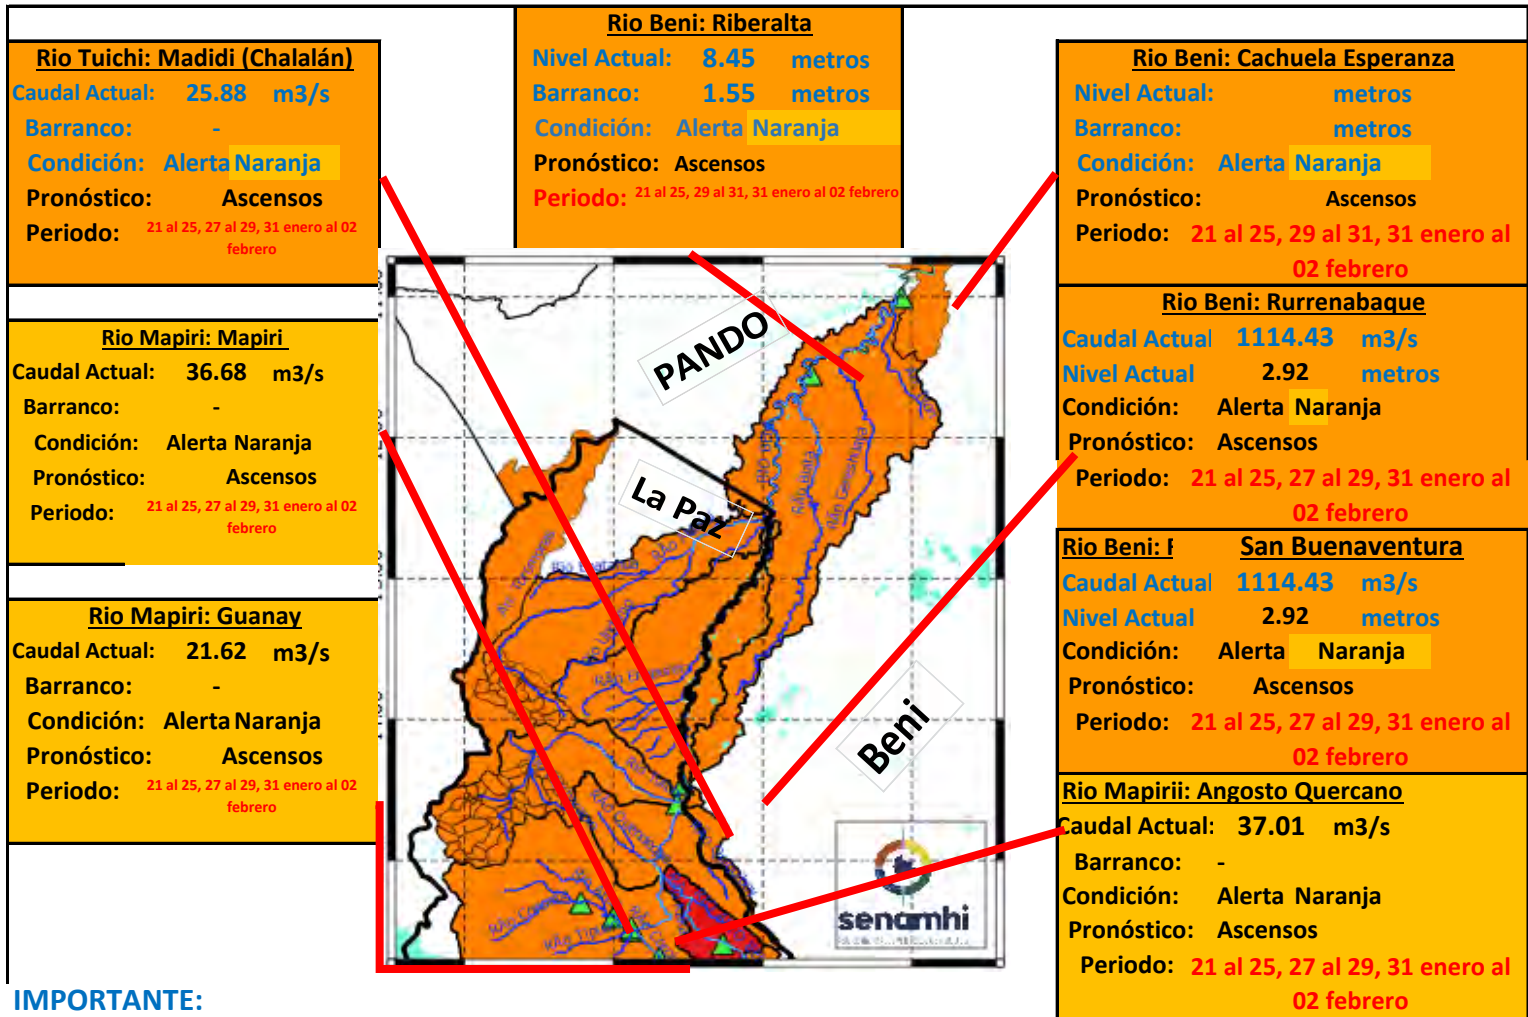 Rio Tuichi: Madidi (Chalalán)
Caudal Actual: 25.88 m3/s
Barranco: -
Condición: Alerta Naranja
Pronóstico: Ascensos
Periodo: 21 al 25, 27 al 29, 31 enero al 02
febrero
Rio Mapiri: Mapiri
Caudal Actual: 36.68 m3/s
Barranco: -
Condición: Alerta Naranja
Pronóstico: Ascensos
Periodo: 21 al 25, 27 al 29, 31 enero al 02
febrero
Rio Mapiri: Guanay
Caudal Actual: 21.62 m3/s
Barranco: -
Condición: Alerta Naranja
Pronóstico: Ascensos
Periodo: 21 al 25, 27 al 29, 31 enero al 02
febrero
Rio Beni: Riberalta
Nivel Actual: 8.45 metros
Barranco: 1.55 metros
Condición: Alerta Naranja
Pronóstico: Ascensos
Periodo: 21 al 25, 29 al 31, 31 enero al 02 febrero
PANDO
La Paz
Beni
senamhi
Rio Beni: Cachuela Esperanza
Nivel Actual: metros
Barranco: metros
Condición: Alerta Naranja
Pronóstico: Ascensos
Periodo: 21 al 25, 29 al 31, 31 enero al
02 febrero
Rio Beni: Rurrenabaque
Caudal Actual 1114.43 m3/s
Nivel Actual 2.92 metros
Condición: Alerta Naranja
Pronóstico: Ascensos
Periodo: 21 al 25, 27 al 29, 31 enero al
02 febrero
Rio Beni: San Buenaventura
Caudal Actual 1114.43 m3/s
Nivel Actual 2.92 metros
Condición: Alerta Naranja
Pronóstico: Ascensos
Periodo: 21 al 25, 27 al 29, 31 enero al
02 febrero
Rio Mapirii: Angosto Quercano
Caudal Actual: 37.01 m3/s
Barranco: -
Condición: Alerta Naranja
Pronóstico: Ascensos
Periodo: 21 al 25, 27 al 29, 31 enero al
02 febrero
IMPORTANTE: